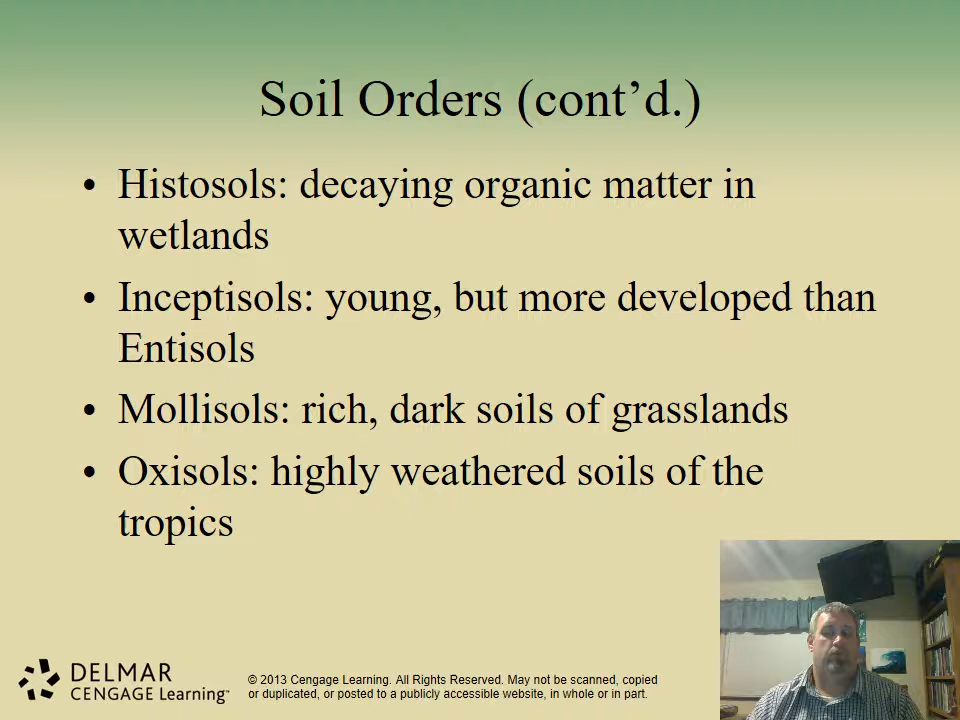 Soil Orders (cont’d.)
• Histosols: decaying organic matter in
wetlands
• Inceptisols: young, but more developed than
Entisols
• Mollisols: rich, dark soils of grasslands
• Oxisols: highly weathered soils of the
tropics
DELMAR
CENGAGE Learning™
© 2013 Cengage Learning. All Rights Reserved. May not be scanned, copied
or duplicated, or posted to a publicly accessible website, in whole or in part.